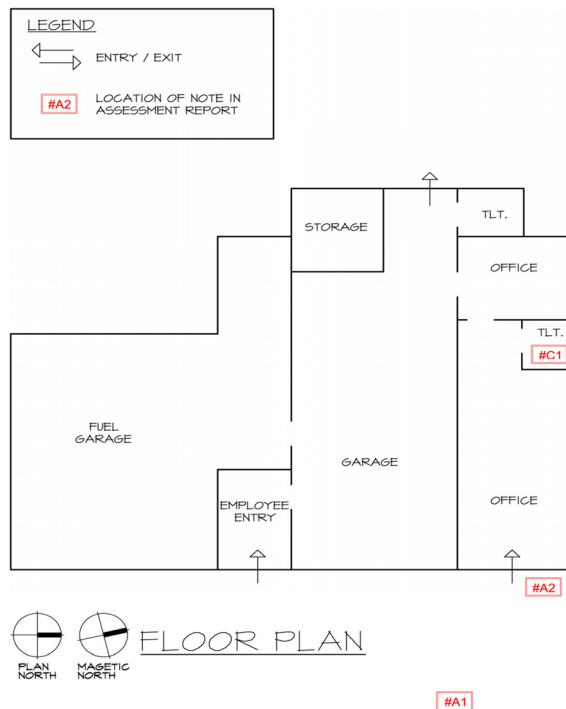 LEGEND
ENTRY / EXIT
#A2
LOCATION OF NOTE IN
ASSESSMENT REPORT
STORAGE
TLT.
OFFICE
TLT.
#C1
FUEL
GARAGE
GARAGE
EMPLOYEE
ENTRY
OFFICE
#A2
PLAN
NORTH
MAGETIC
NORTH
FLOOR PLAN
#A1